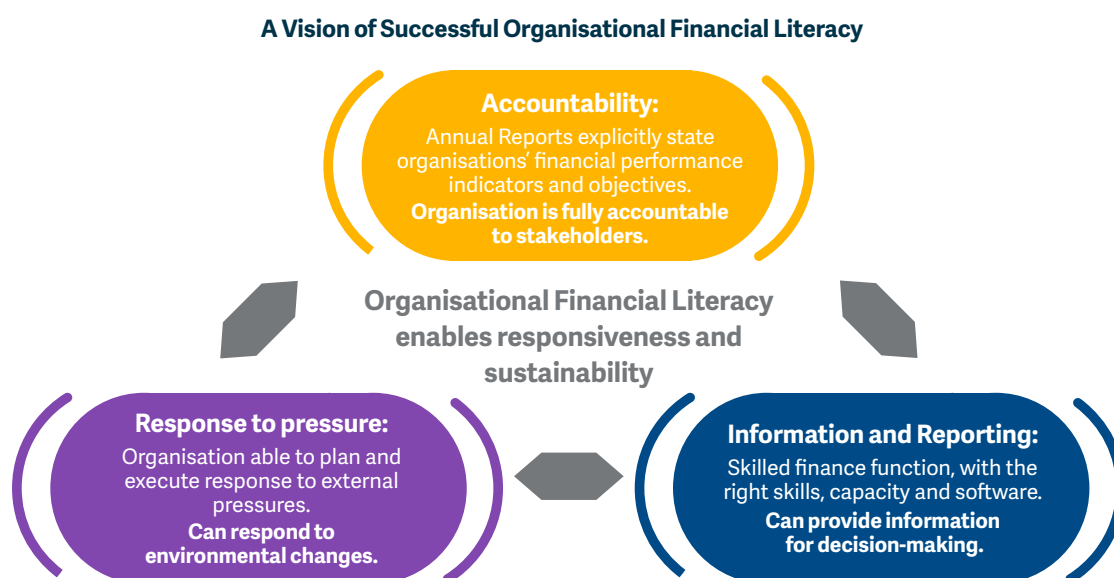 A Vision of Successful Organisational Financial Literacy
Accountability:
Annual Reports explicitly state
organisations' financial performance
indicators and objectives.
Organisation is fully accountable
to stakeholders.
Organisational Financial Literacy
enables responsiveness and
sustainability
Response to pressure:
Organisation able to plan and
execute response to external
pressures.
Can respond to
environmental changes.
Information and Reporting:
Skilled finance function, with the
right skills, capacity and software.
Can provide information
for decision-making.